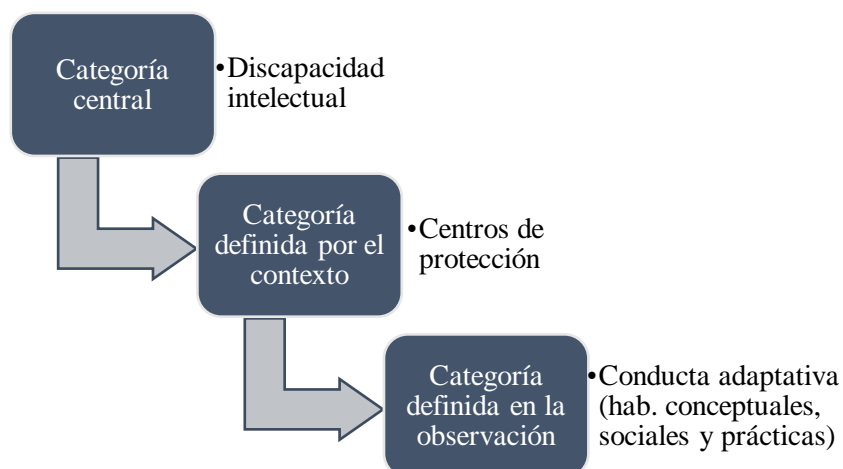 Categoría
central
•Discapacidad
intelectual
Categoría
definida por el
contexto
•Centros de
protección
Categoría
definida en la
observación
•Conducta adaptativa
(hab. conceptuales,
sociales y prácticas)